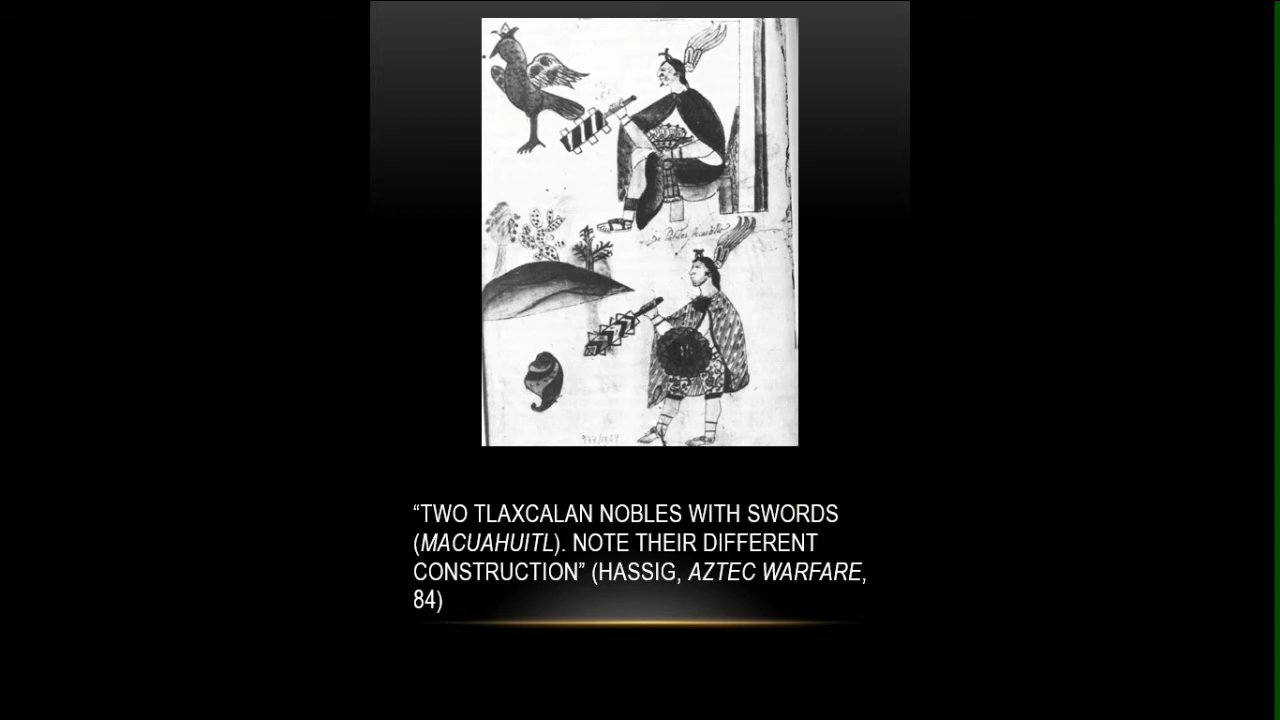 “TWO TLAXCALAN NOBLES WITH SWORDS
(MACUAHUITL). NOTE THEIR DIFFERENT
CONSTRUCTION” (HASSIG, AZTEC WARFARE,
84)